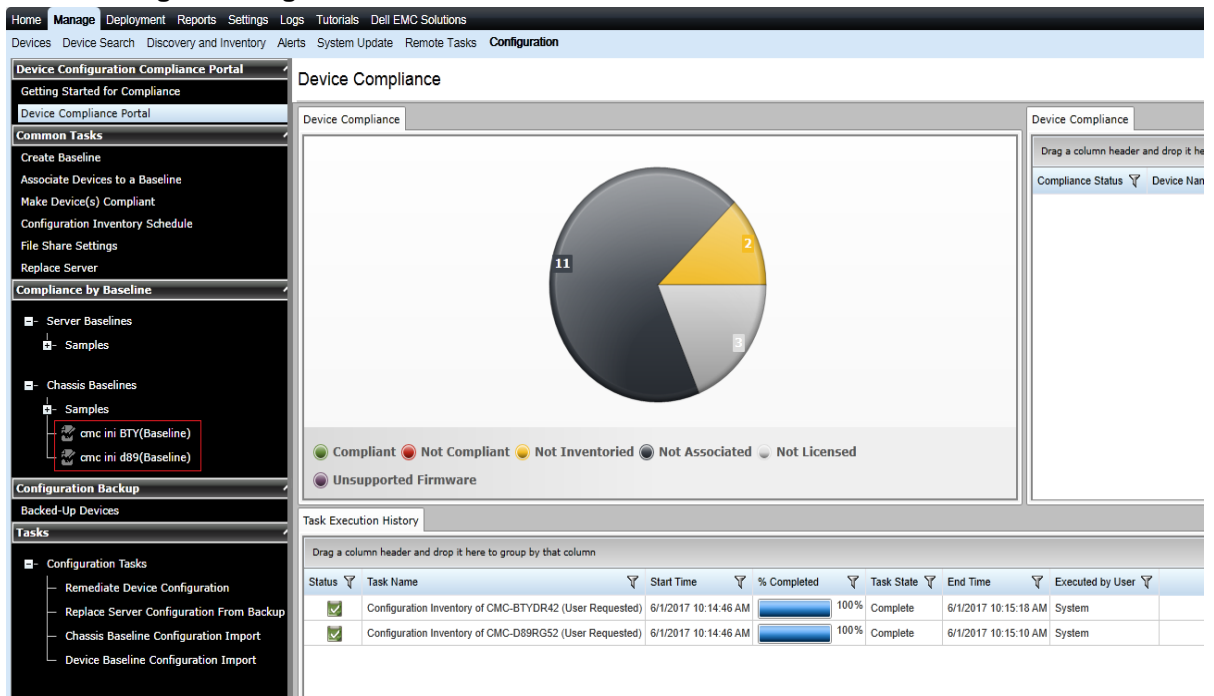 Home Manage Deployment Reports Settings Logs Tutorials Dell EMC Solutions
Devices Device Search Discovery and Inventory Alerts System Update Remote Tasks Configuration
Device Configuration Compliance Portal
Getting Started for Compliance
Device Compliance Portal
Common Tasks
Create Baseline
Associate Devices to a Baseline
Make Device(s) Compliant
Configuration Inventory Schedule
File Share Settings
Replace Server
Compliance by Baseline
Server Baselines
Samples
Chassis Baselines
Samples
cmc ini BTY(Baseline)
cmc ini d89(Baseline)
Configuration Backup
Backed-Up Devices
Tasks
Configuration Tasks
Remediate Device Configuration
Replace Server Configuration From Backup
Chassis Baseline Configuration Import
Device Baseline Configuration Import
Device Compliance
Device Compliance
11
2
3
Compliant Not Compliant Not Inventoried Not Associated Not Licensed
Unsupported Firmware
Device Compliance
Drag a column header and drop it he
Compliance Status Device Nan
Task Execution History
Drag a column header and drop it here to group by that column
Status Task Name Start Time % Completed Task State End Time Executed by User
Configuration Inventory of CMC-BTYDR42 (User Requested) 6/1/2017 10:14:46 AM 100% Complete 6/1/2017 10:15:18 AM System
Configuration Inventory of CMC-D89RG52 (User Requested) 6/1/2017 10:14:46 AM 100% Complete 6/1/2017 10:15:10 AM System